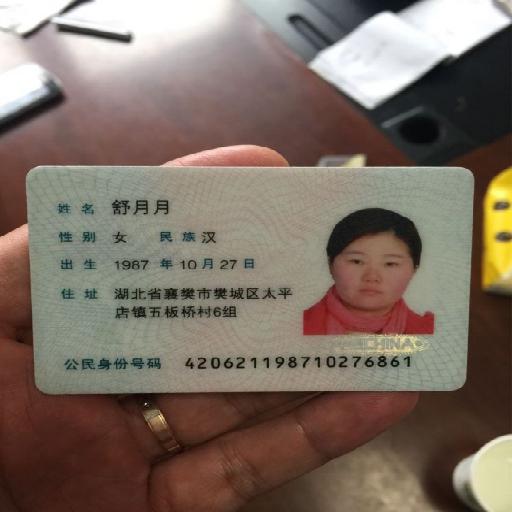 姓名 舒月月
性别 女 民族 汉
出生 1987 年 10 月 27 日
住址 湖北省襄樊市樊城区太平
店镇五板桥村6组
CHINA
公民身份号码 420621198710276861